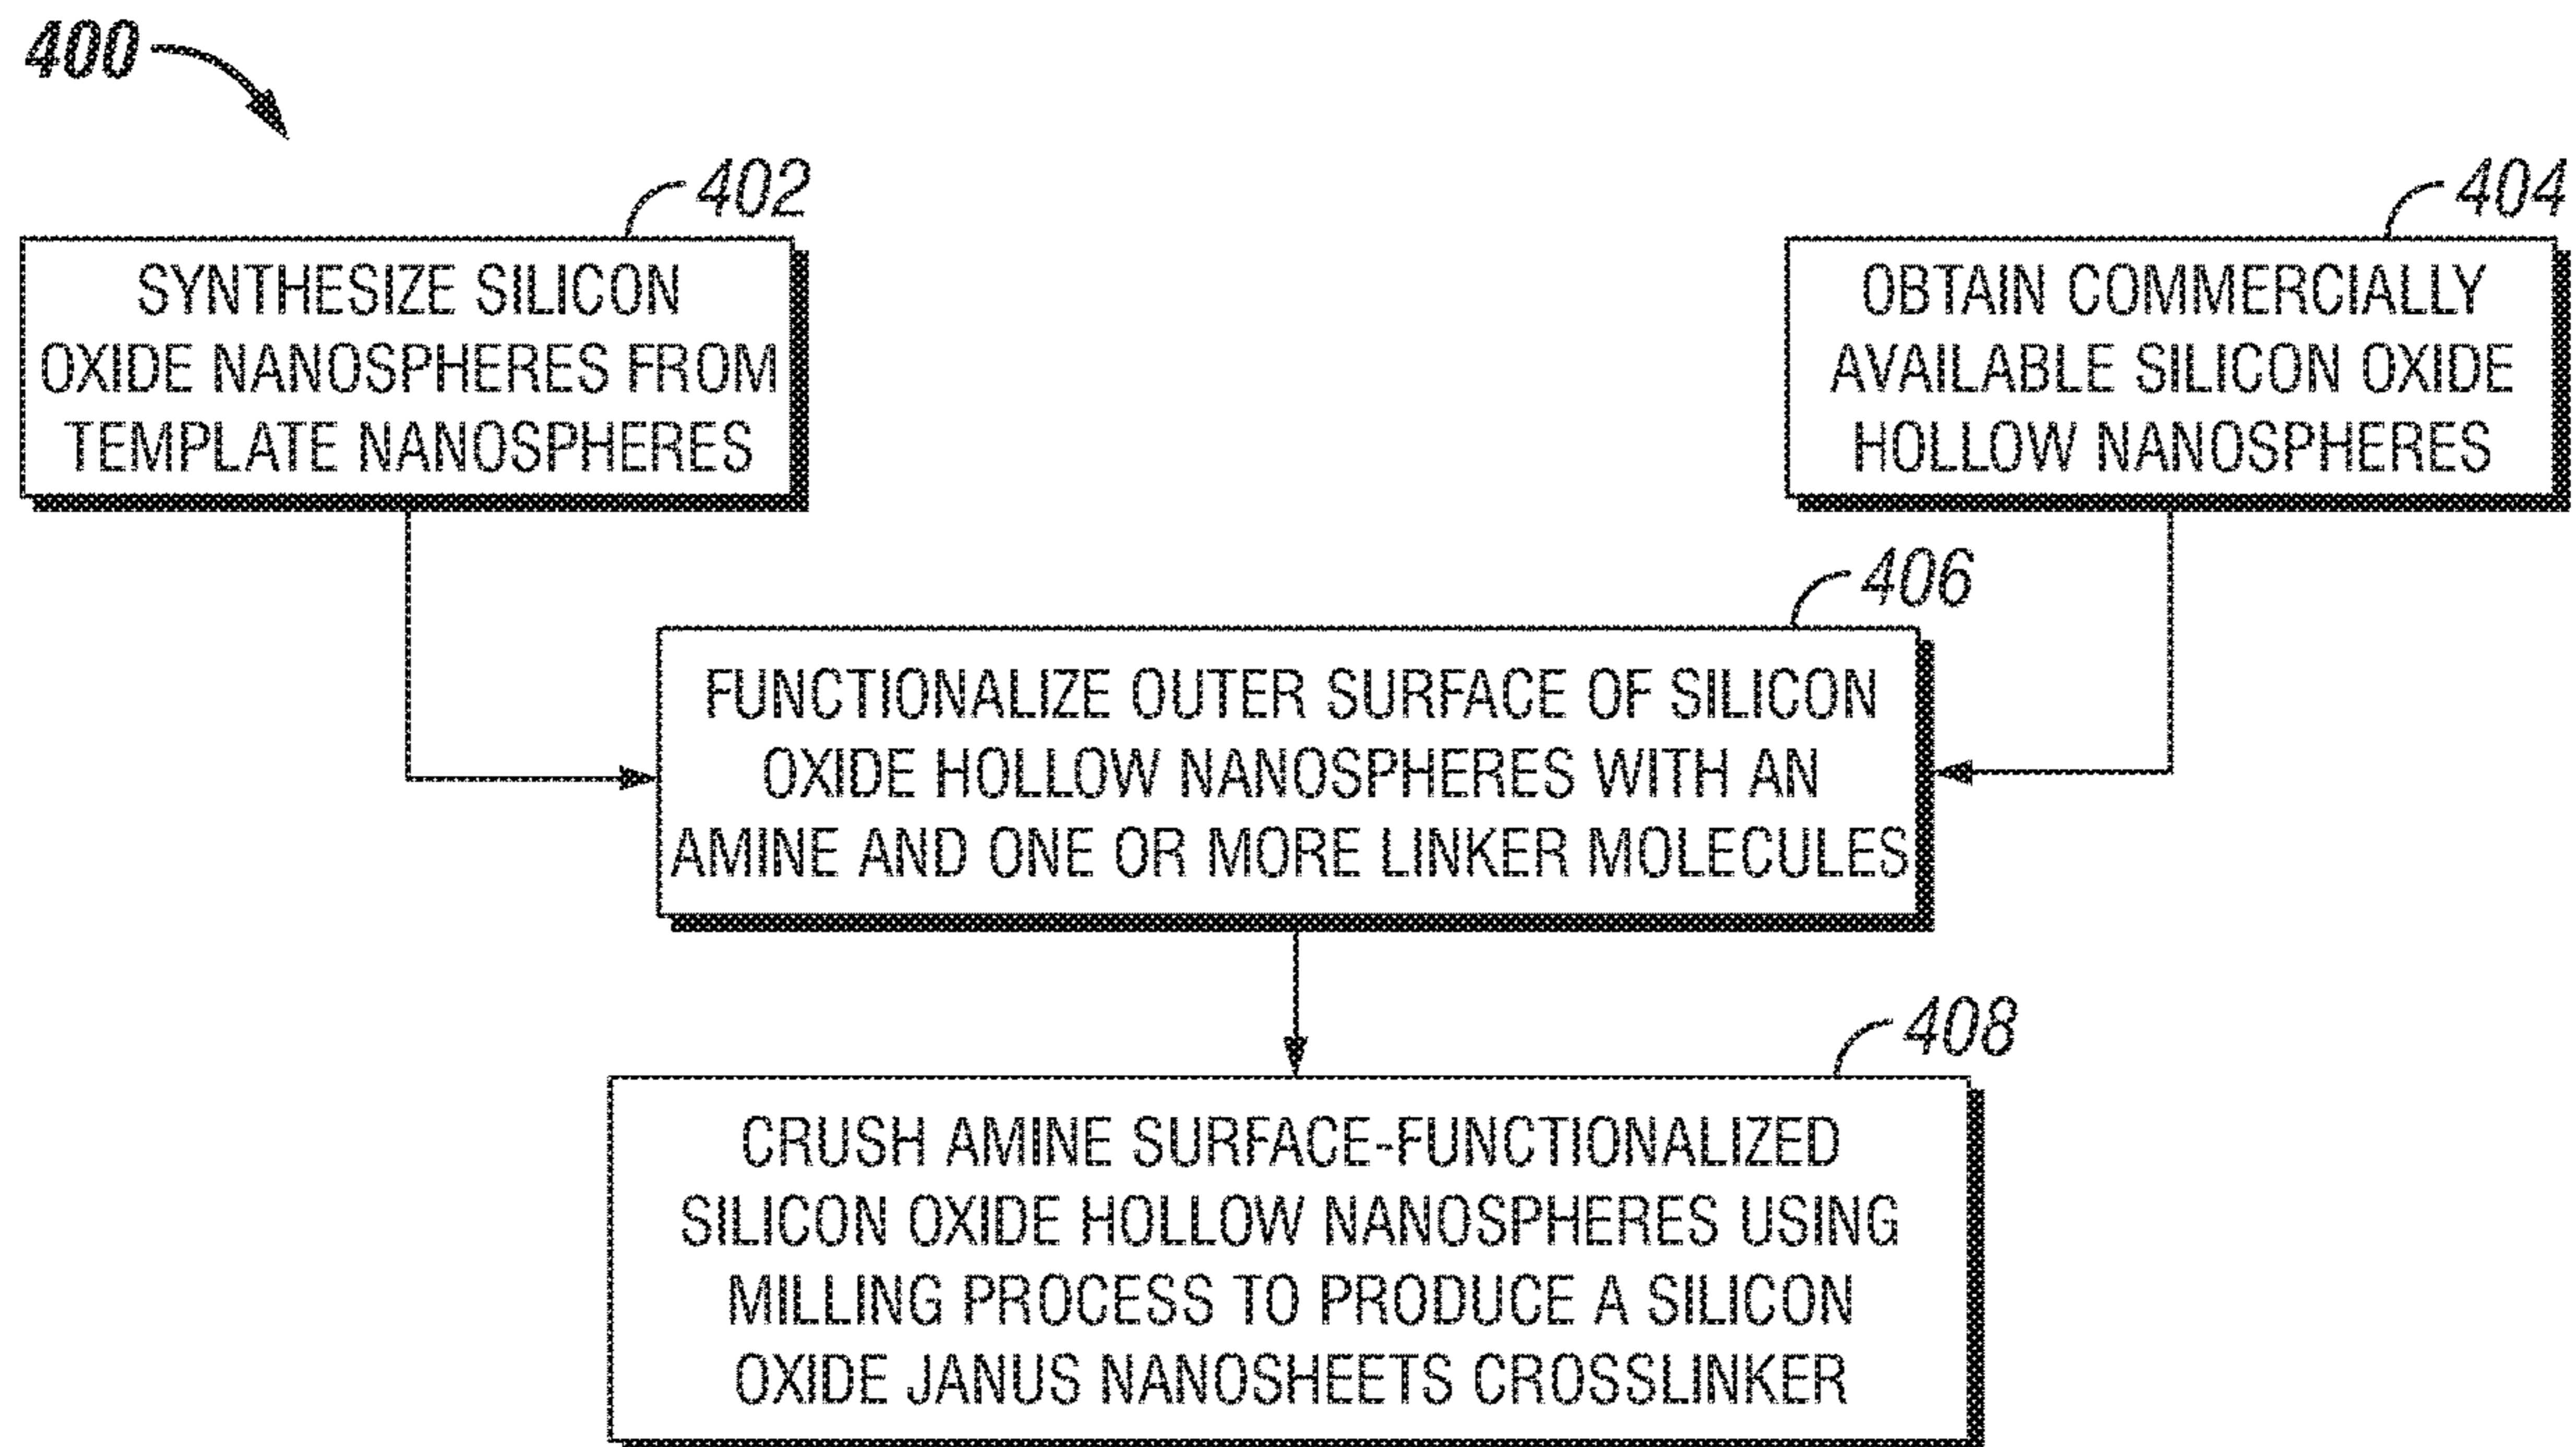 400
402
SYNTHESIZE SILICON
OXIDE NANOSPHERES FROM
TEMPLATE NANOSPHERES
404
OBTAIN COMMERCIALLY
AVAILABLE SILICON OXIDE
HOLLOW NANOSPHERES
406
FUNCTIONALIZE OUTER SURFACE OF SILICON
OXIDE HOLLOW NANOSPHERES WITH AN
AMINE AND ONE OR MORE LINKER MOLECULES
408
CRUSH AMINE SURFACE-FUNCTIONALIZED
SILICON OXIDE HOLLOW NANOSPHERES USING
MILLING PROCESS TO PRODUCE A SILICON
OXIDE JANUS NANOSHEETS CROSSLINKER